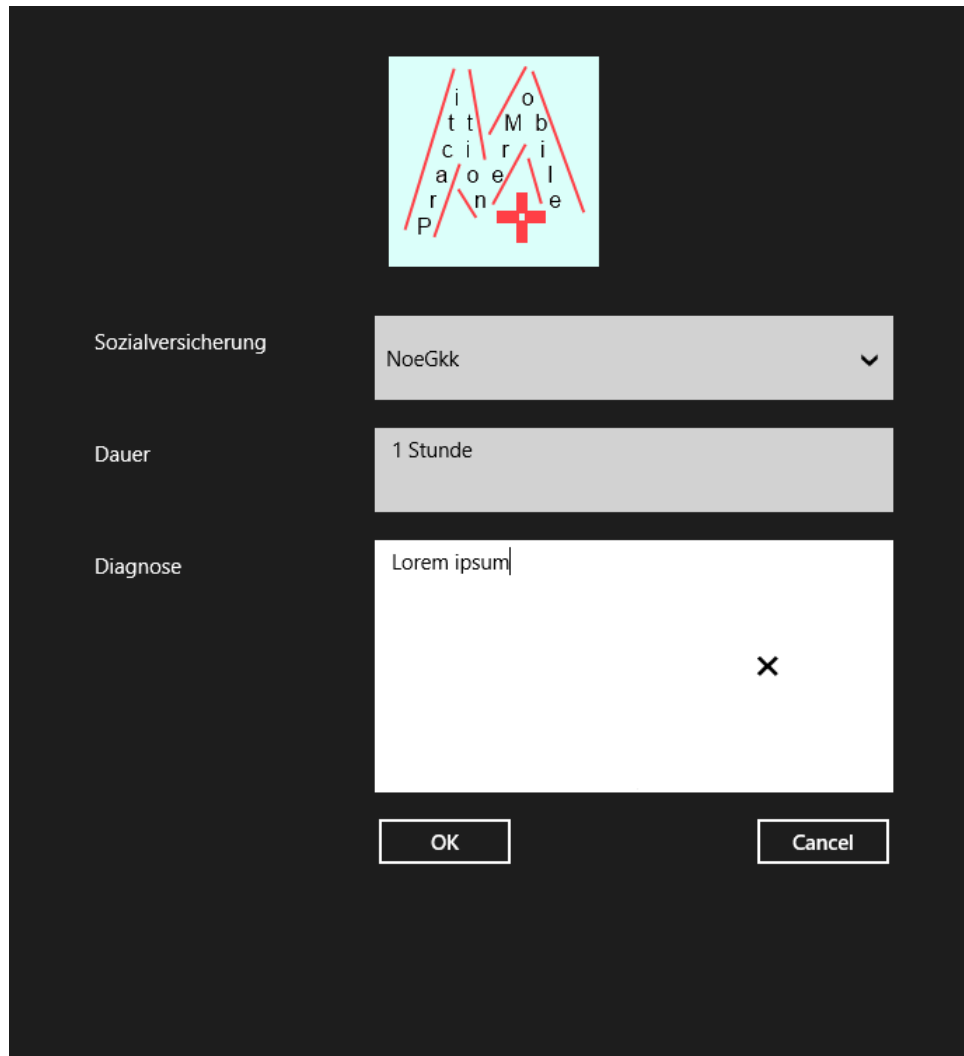 Practitioner Mobile
Sozialversicherung
NoeGkk
Dauer
1 Stunde
Diagnose
Lorem ipsum
OK
Cancel